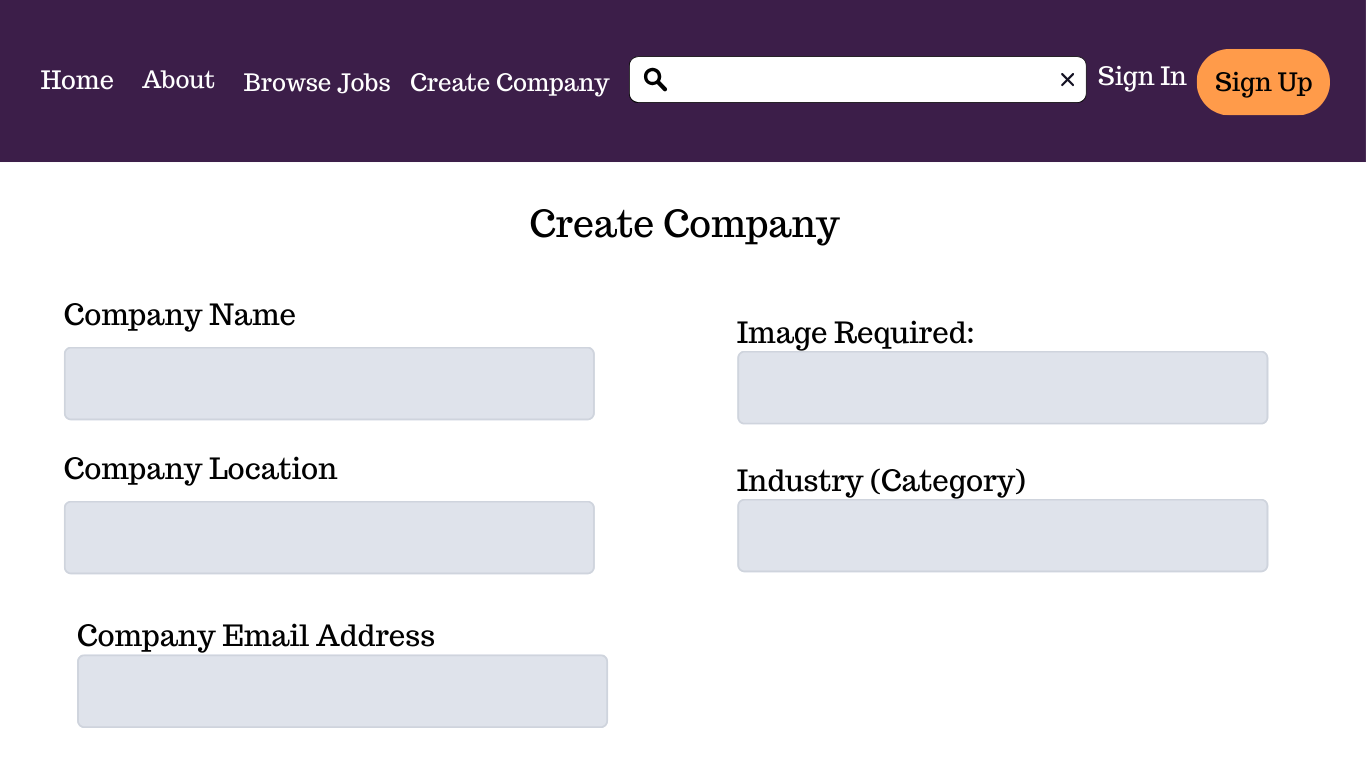 Home About Browse Jobs Create Company Sign In Sign Up
Create Company
Company Name
Image Required:
Company Location
Industry (Category)
Company Email Address